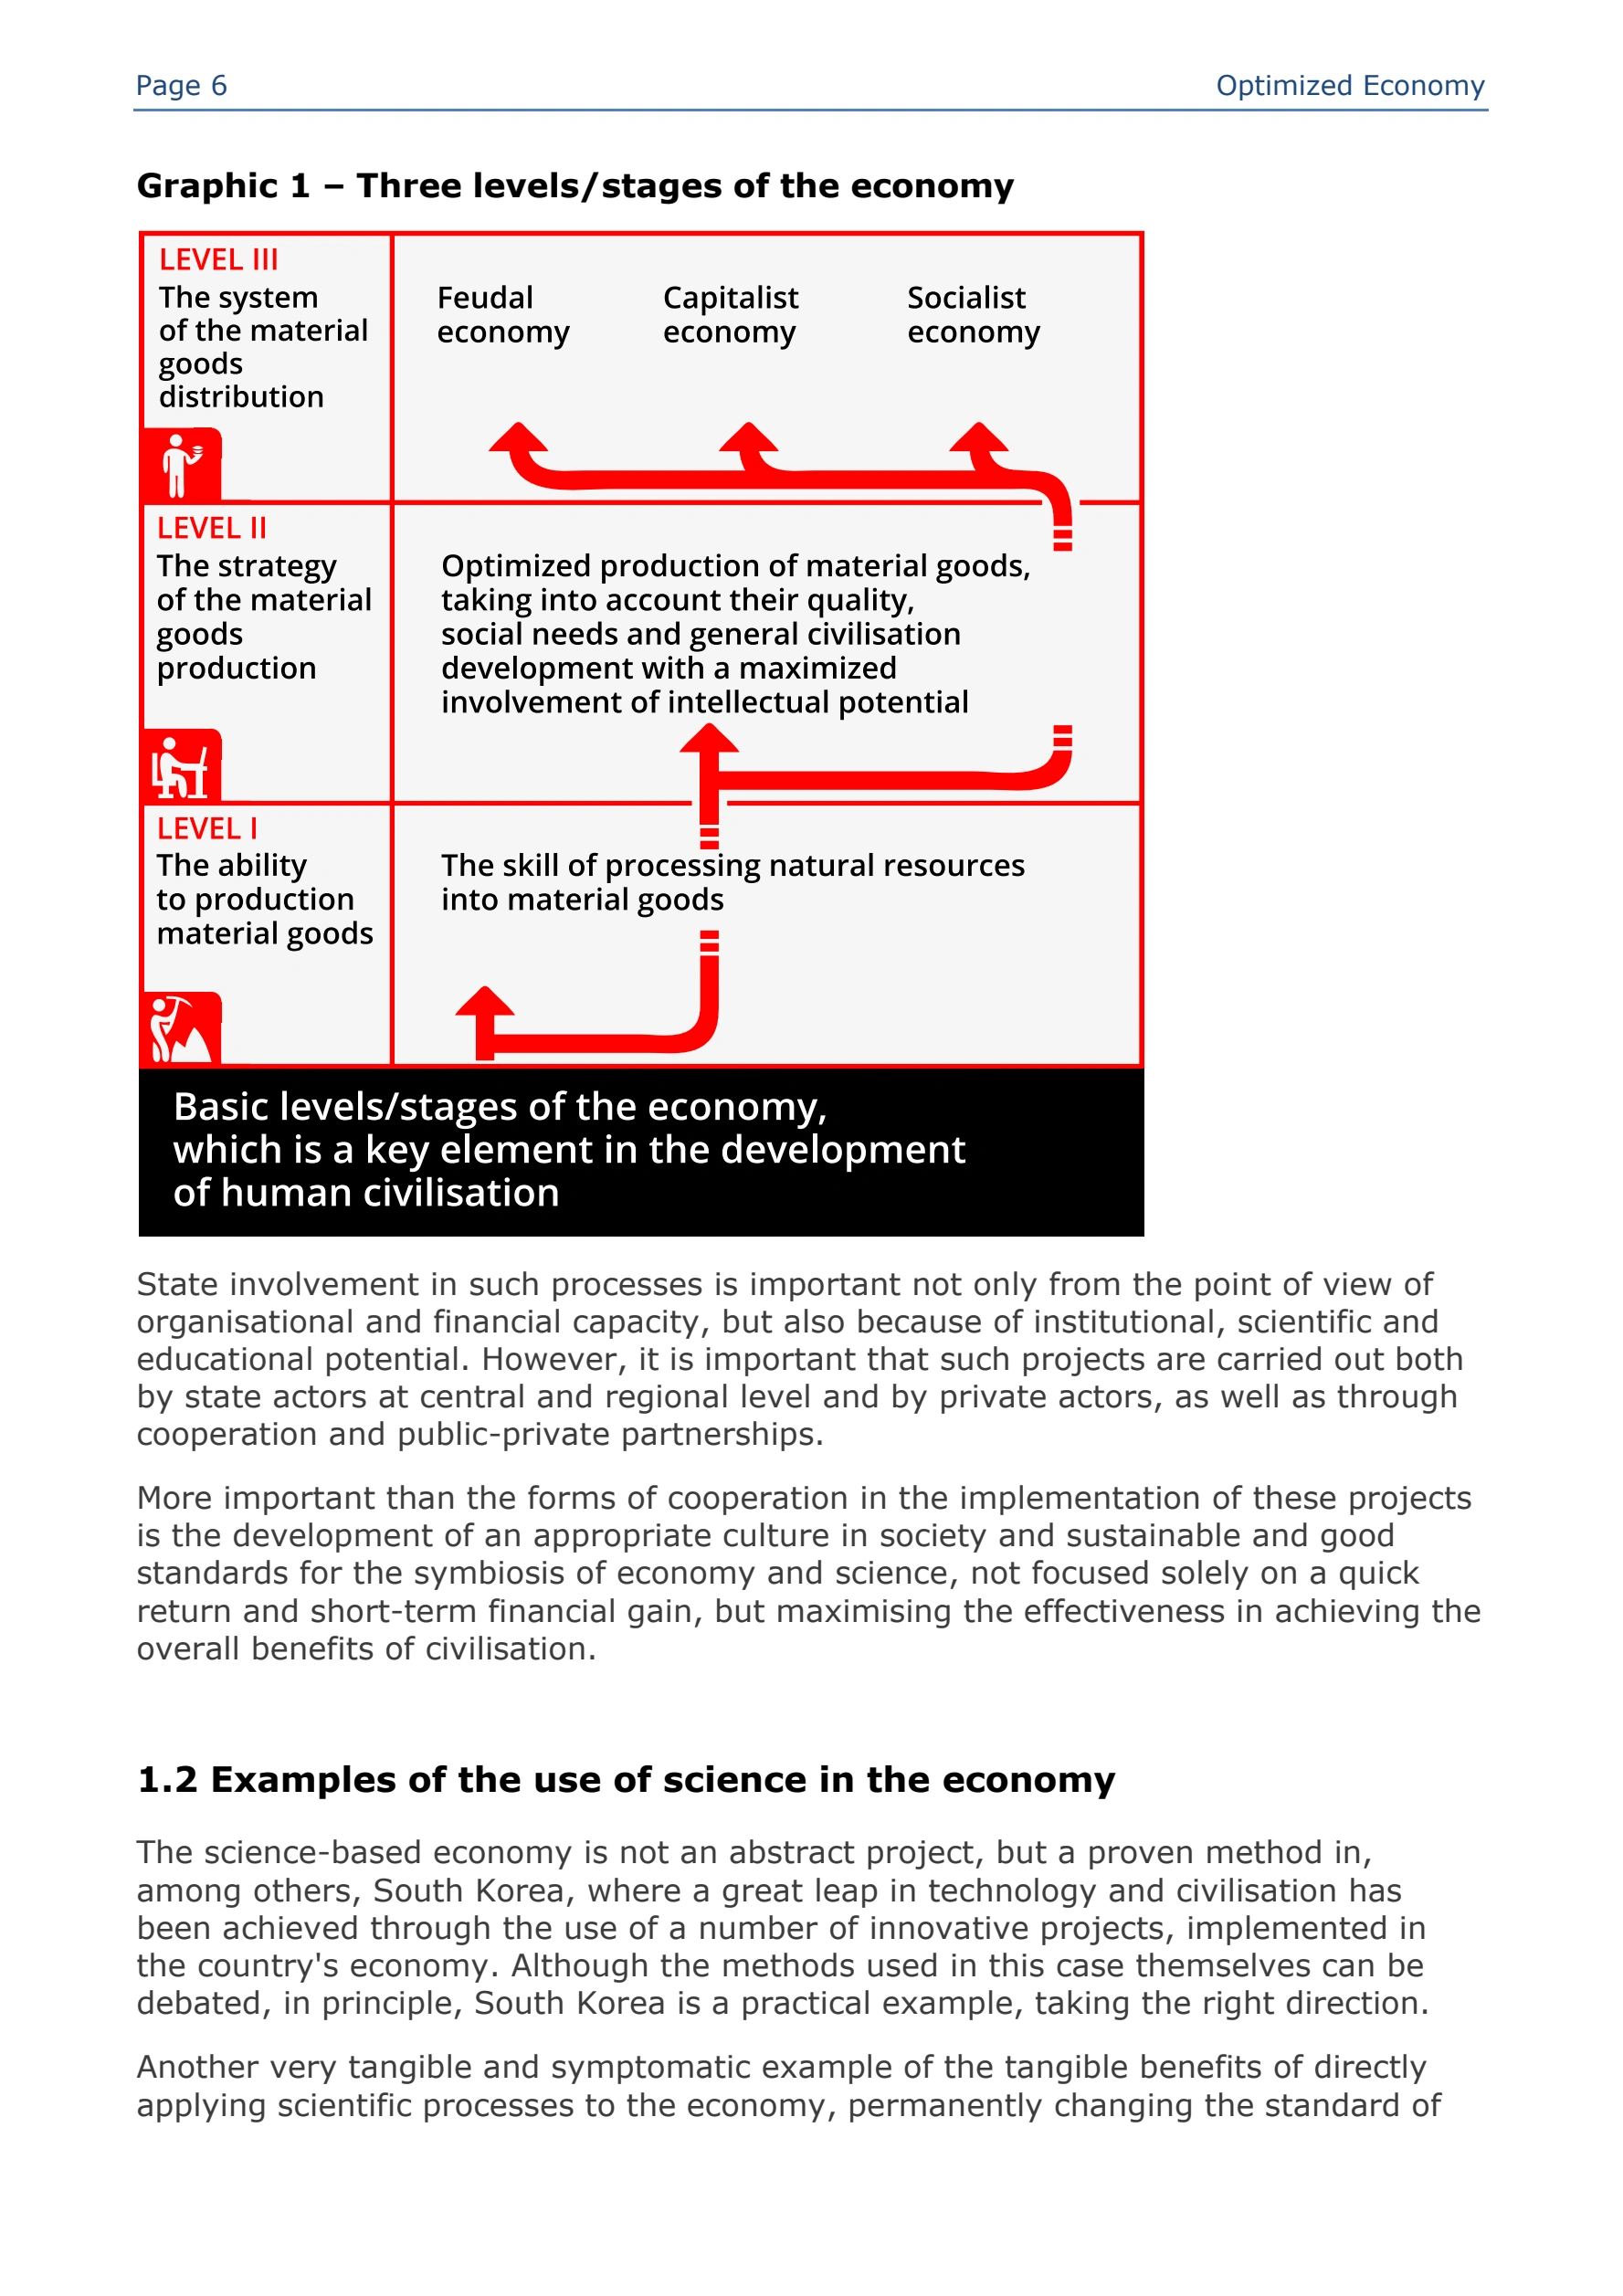 Page 6
Optimized Economy
Graphic 1 – Three levels/stages of the economy
LEVEL III
The system
of the material
goods
distribution
Feudal
economy
Capitalist
economy
Socialist
economy
LEVEL II
The strategy
of the material
goods
production
Optimized production of material goods,
taking into account their quality,
social needs and general civilisation
development with a maximized
involvement of intellectual potential
LEVEL I
The ability
to production
material goods
The skill of processing natural resources
into material goods
Basic levels/stages of the economy,
which is a key element in the development
of human civilisation
State involvement in such processes is important not only from the point of view of
organisational and financial capacity, but also because of institutional, scientific and
educational potential. However, it is important that such projects are carried out both
by state actors at central and regional level and by private actors, as well as through
cooperation and public-private partnerships.
More important than the forms of cooperation in the implementation of these projects
is the development of an appropriate culture in society and sustainable and good
standards for the symbiosis of economy and science, not focused solely on a quick
return and short-term financial gain, but maximising the effectiveness in achieving the
overall benefits of civilisation.
1.2 Examples of the use of science in the economy
The science-based economy is not an abstract project, but a proven method in,
among others, South Korea, where a great leap in technology and civilisation has
been achieved through the use of a number of innovative projects, implemented in
the country's economy. Although the methods used in this case themselves can be
debated, in principle, South Korea is a practical example, taking the right direction.
Another very tangible and symptomatic example of the tangible benefits of directly
applying scientific processes to the economy, permanently changing the standard of